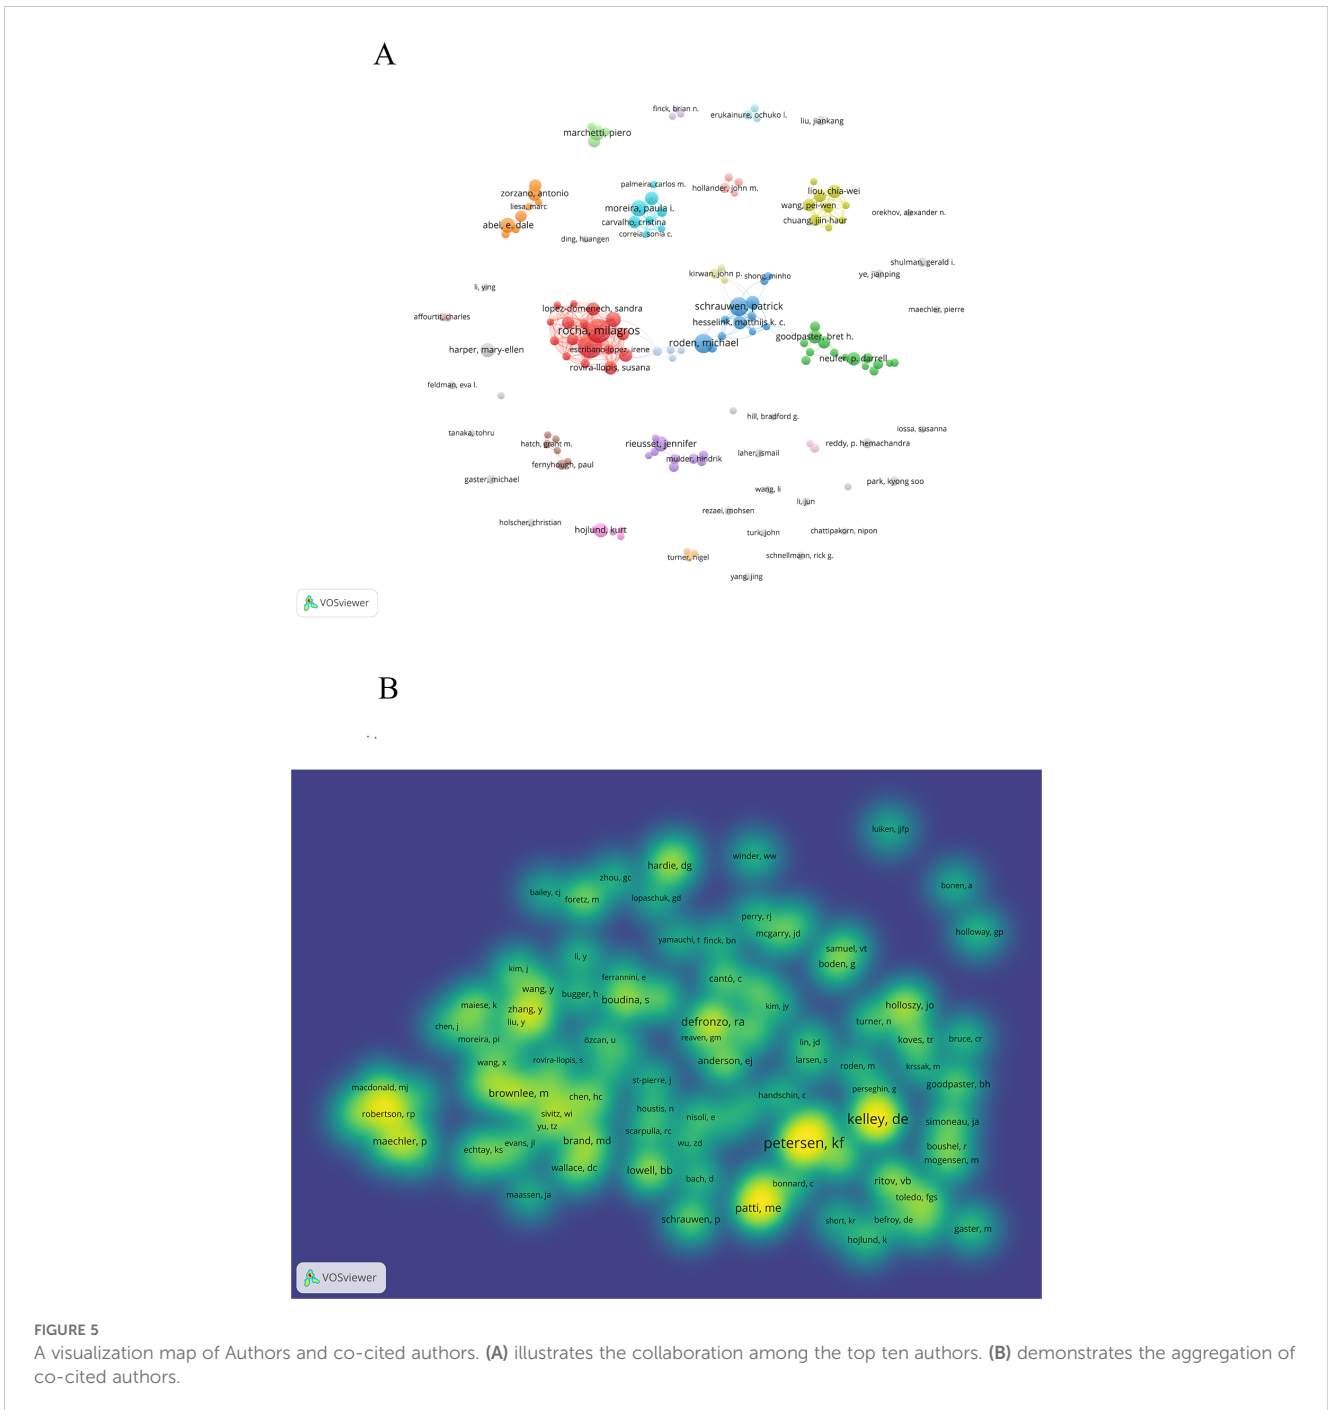 A
finck, brian n.
erukainure, ochuko l.
liu, jiankang
marchetti, piero
palmeira, carlos m.
hollander, john m.
liou, chia-wei
zorzano, antonio
liesa, marc
moreira, paula i.
wang, pei-wen
orekhov, alexander n.
abel, e. dale
carvalho, cristina
chuang, jiin-haur
correia, sonia c.
ding, huangen
shulman, gerald i.
kirwan, john p.
shong, minho
ye, jianping
li, ying
lopez-domenech, sandra
schrauwen, patrick
maechler, pierre
affourtit, charles
rocha, milagros
hesselink, matthijs k. c.
goodpaster, bret h.
harper, mary-ellen
escribano-lopez, irene
roden, michael
neufer, p. darrell
rovira-llopis, susana
feldman, eva l.
hill, bradford g.
iossa, susanna
tanaka, tohru
hatch, grant m.
rieusset, jennifer
reddy, p. hemachandra
laher, ismail
mulder, hindrik
fernyhough, paul
gaster, michael
park, kyong soo
wang, li
li, jun
rezaei, mohsen
holscher, christian
hojlund, kurt
turk, john
chattipakorn, nipon
turner, nigel
schnellmann, rick g.
yang, jing
VOSviewer
B
luiken, jjfp
winder, ww
hardie, dg
zhou, gc
bailey, cj
foretz, m
lopaschuk, gd
bonen, a
perry, rj
mcgarry, jd
holloway, gp
yamauchi, t
finck, bn
samuel, vt
boden, g
li, y
kim, j
ferrannini, e
cantó, c
wang, y
bugger, h
boudina, s
maiese, k
zhang, y
kim, jy
holloszy, jo
liu, y
defronzo, ra
turner, n
chen, j
reaven, gm
moreira, pi
özcan, u
lin, jd
koves, tr
bruce, cr
wang, x
rovira-llopis, s
anderson, ej
larsen, s
roden, m
krssak, m
st-pierre, j
macdonald, mj
brownlee, m
chen, hc
handschin, c
perseghin, g
goodpaster, bh
robertson, rp
sivitz, wi
houstis, n
nisoli, e
kelley, de
simoneau, ja
yu, tz
scarpulla, rc
maechler, p
evans, jl
brand, md
wu, zd
petersen, kf
boushel, r
echtay, ks
mogensen, m
wallace, dc
lowell, bb
bach, d
bonnard, c
ritov, vb
maassen, ja
patti, me
toledo, fgs
schrauwen, p
short, kr
befroy, de
gaster, m
hojlund, k
VOSviewer
FIGURE 5
A visualization map of Authors and co-cited authors. (A) illustrates the collaboration among the top ten authors. (B) demonstrates the aggregation of
co-cited authors.